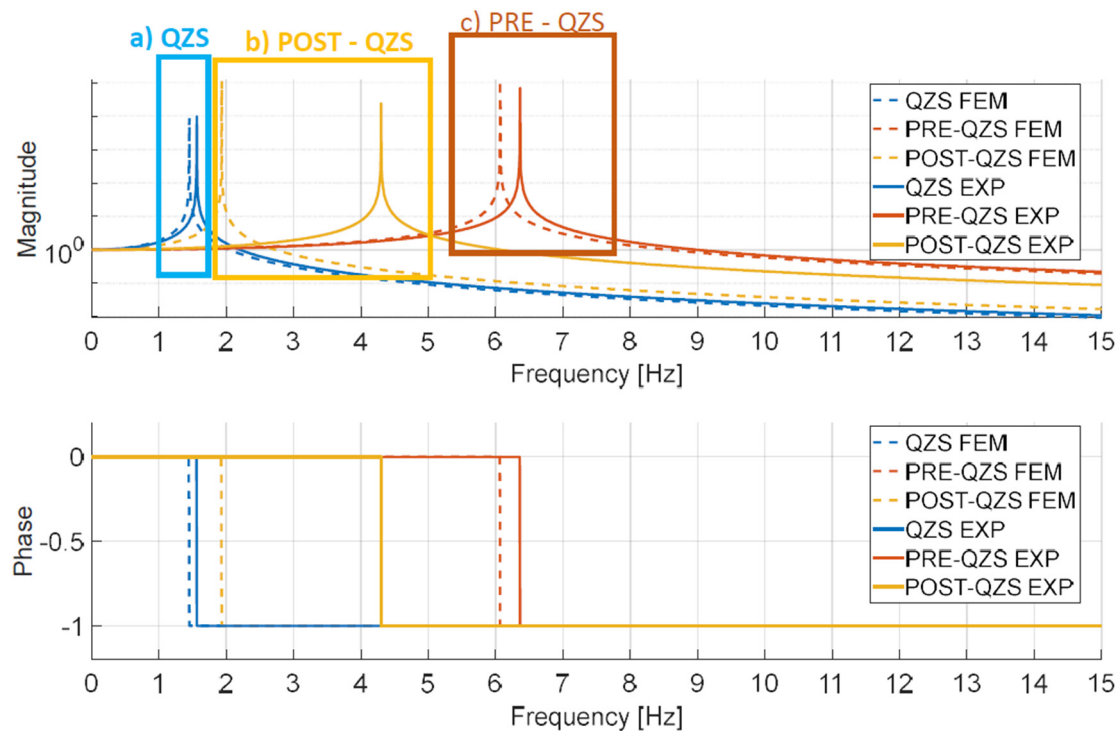 a) QZS
b) POST - QZS
c) PRE - QZS
Magnitude
10⁰
QZS FEM
PRE-QZS FEM
POST-QZS FEM
QZS EXP
PRE-QZS EXP
POST-QZS EXP
0 1 2 3 4 5 6 7 8 9 10 11 12 13 14 15
Frequency [Hz]
Phase
0
-0.5
-1
QZS FEM
PRE-QZS FEM
POST-QZS FEM
QZS EXP
PRE-QZS EXP
POST-QZS EXP
0 1 2 3 4 5 6 7 8 9 10 11 12 13 14 15
Frequency [Hz]